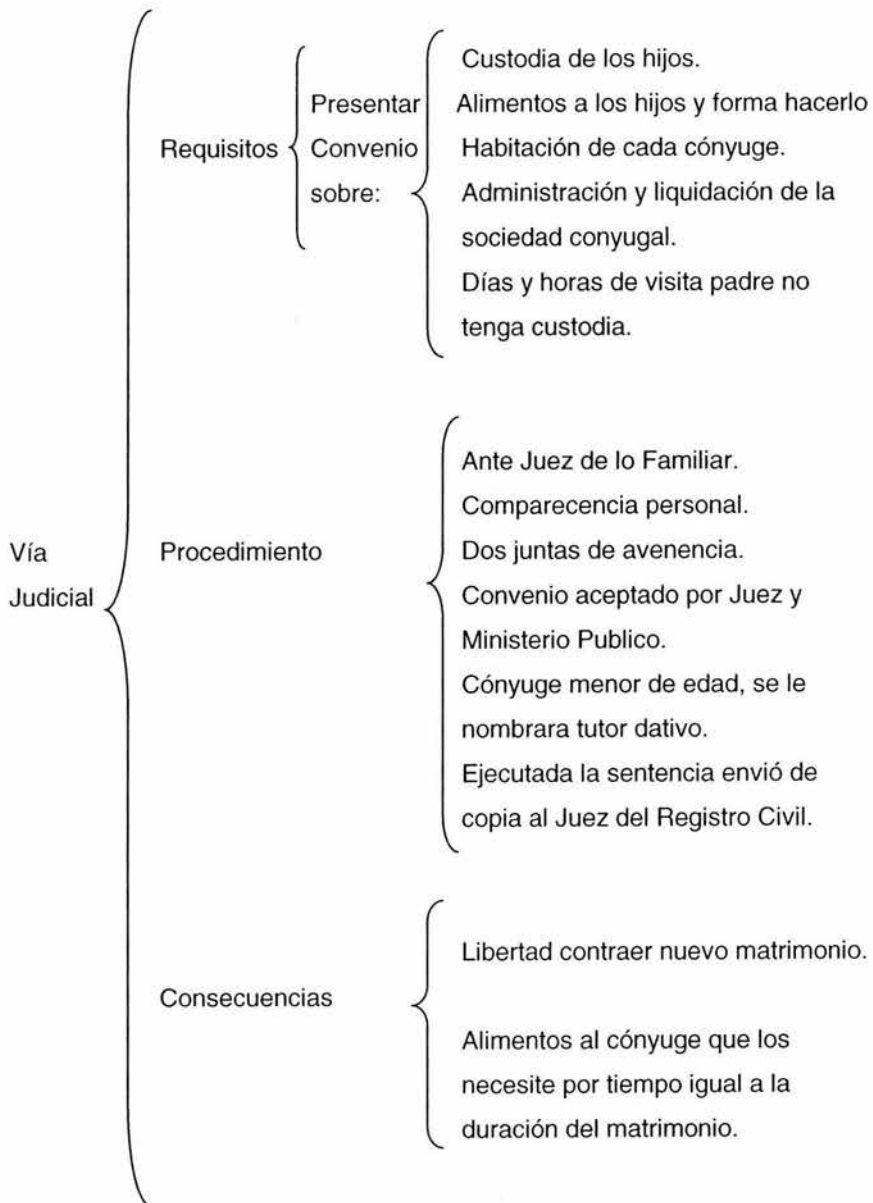 Vía
Judicial
Requisitos
Presentar
Convenio
sobre:
Custodia de los hijos.
Alimentos a los hijos y forma hacerlo
Habitación de cada cónyuge.
Administración y liquidación de la
sociedad conyugal.
Días y horas de visita padre no
tenga custodia.
Procedimiento
Ante Juez de lo Familiar.
Comparecencia personal.
Dos juntas de avenencia.
Convenio aceptado por Juez y
Ministerio Publico.
Cónyuge menor de edad, se le
nombrara tutor dativo.
Ejecutada la sentencia envió de
copia al Juez del Registro Civil.
Consecuencias
Libertad contraer nuevo matrimonio.
Alimentos al cónyuge que los
necesite por tiempo igual a la
duración del matrimonio.